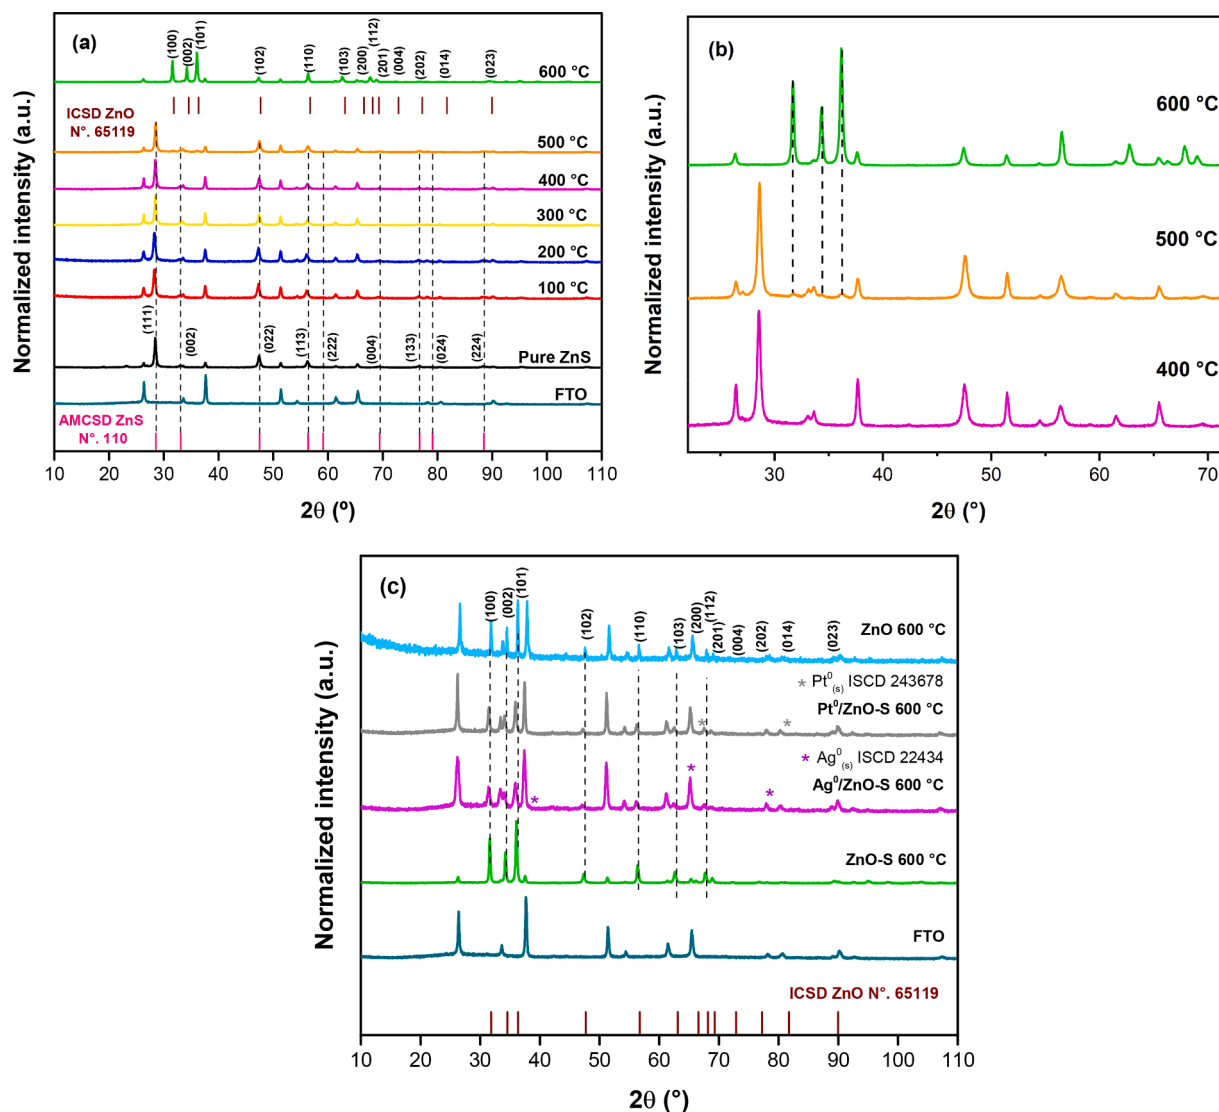 (a)
(100)
(002)
(101)
(102)
(110)
(103)
(200)
(112)
(201)
(004)
(202)
(014)
(023)
600 °C
ICSD ZnO
N°. 65119
500 °C
400 °C
300 °C
200 °C
100 °C
(111)
(002)
(022)
(113)
(222)
(004)
(133)
(024)
(224)
Pure ZnS
FTO
AMCSD ZnS
N°. 110
10 20 30 40 50 60 70 80 90 100 110
2θ (º)
Normalized intensity (a.u.)
(b)
600 °C
500 °C
400 °C
30 40 50 60 70
2θ (°)
Normalized intensity (a.u.)
(c)
(100)
(002)
(101)
(102)
(110)
(103)
(200)
(112)
(201)
(004)
(202)
(014)
(023)
ZnO 600 °C
* Pt⁰(s) ISCD 243678
Pt⁰/ZnO-S 600 °C
* *
* Ag⁰(s) ISCD 22434
Ag⁰/ZnO-S 600 °C
* * *
ZnO-S 600 °C
FTO
ICSD ZnO N°. 65119
10 20 30 40 50 60 70 80 90 100 110
2θ (°)
Normalized intensity (a.u.)